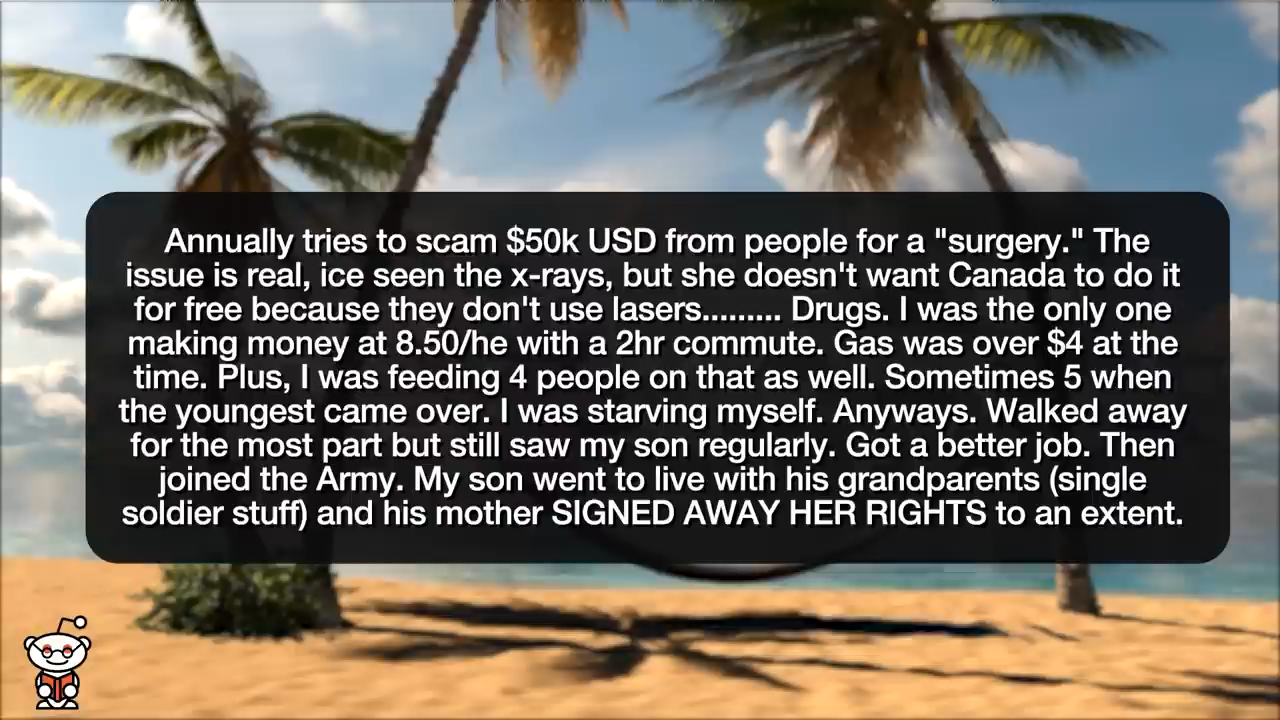 Annually tries to scam $50k USD from people for a "surgery." The
issue is real, ice seen the x-rays, but she doesn't want Canada to do it
for free because they don't use lasers......... Drugs. I was the only one
making money at 8.50/he with a 2hr commute. Gas was over $4 at the
time. Plus, I was feeding 4 people on that as well. Sometimes 5 when
the youngest came over. I was starving myself. Anyways. Walked away
for the most part but still saw my son regularly. Got a better job. Then
joined the Army. My son went to live with his grandparents (single
soldier stuff) and his mother SIGNED AWAY HER RIGHTS to an extent.